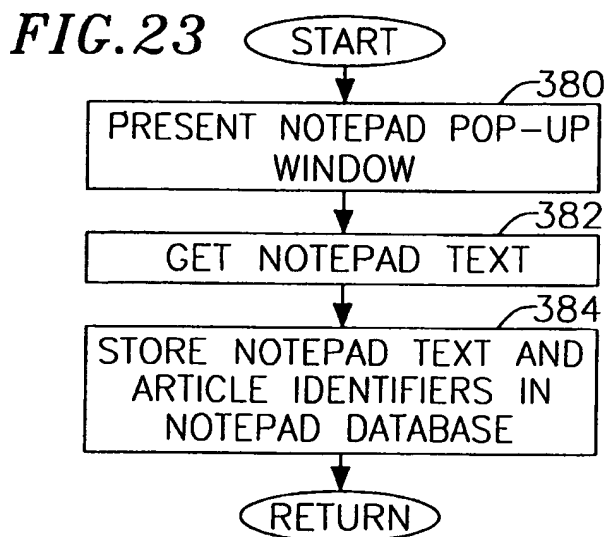 FIG.23
START
380
PRESENT NOTEPAD POP-UP
WINDOW
382
GET NOTEPAD TEXT
384
STORE NOTEPAD TEXT AND
ARTICLE IDENTIFIERS IN
NOTEPAD DATABASE
RETURN